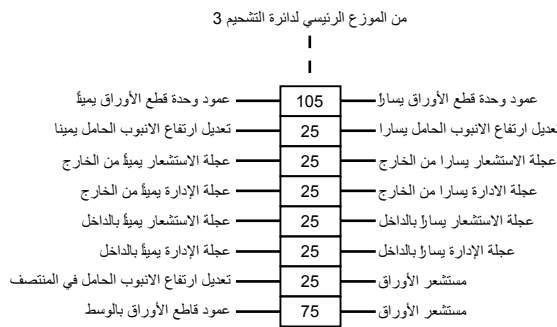 من الموزع الرئيسي لدائرة التشحيم 3
عمود وحدة قطع الأوراق يساراً 105 عمود وحدة قطع الأوراق يميناً
تعديل ارتفاع الانبوب الحامل يسارا 25 تعديل ارتفاع الانبوب الحامل يمينا
عجلة الاستشعار يسارا من الخارج 25 عجلة الاستشعار يميناً من الخارج
عجلة الادارة يسارا من الخارج 25 عجلة الإدارة يميناً من الخارج
عجلة الاستشعار يساراً بالداخل 25 عجلة الاستشعار يميناً بالداخل
عجلة الإدارة يساراً بالداخل 25 عجلة الإدارة يميناً بالداخل
مستشعر الأوراق 25 تعديل ارتفاع الانبوب الحامل في المنتصف
مستشعر الأوراق 75 عمود قاطع الأوراق بالوسط